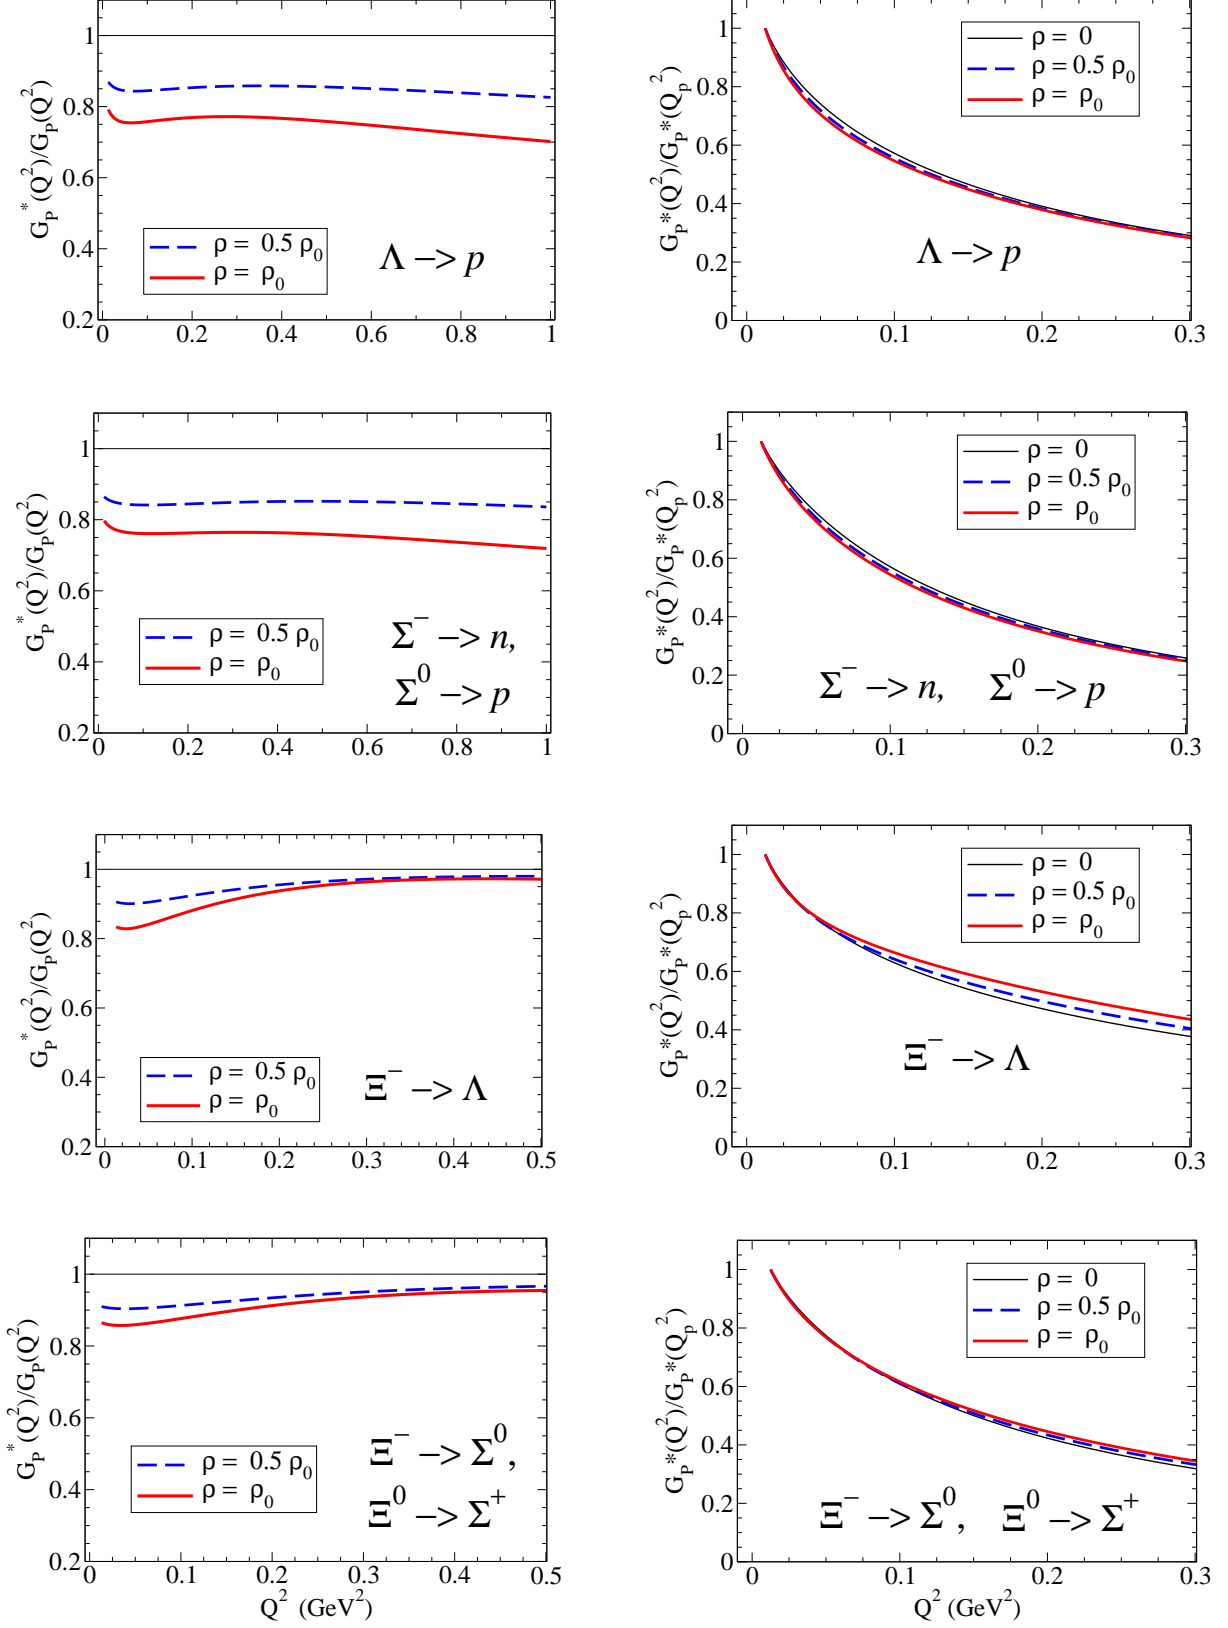 G_P^*(Q^2)/G_P(Q^2)
1
0.8
0.6
0.4
0.2
ρ = 0.5 ρ_0
ρ = ρ_0
Λ −> p
0 0.2 0.4 0.6 0.8 1
G_P*(Q^2)/G_P*(Q_p^2)
1
0.8
0.6
0.4
0.2
0
ρ = 0
ρ = 0.5 ρ_0
ρ = ρ_0
Λ −> p
0 0.1 0.2 0.3
G_P^*(Q^2)/G_P(Q^2)
1
0.8
0.6
0.4
0.2
ρ = 0.5 ρ_0
ρ = ρ_0
Σ^− −> n,
Σ^0 −> p
0 0.2 0.4 0.6 0.8 1
G_P*(Q^2)/G_P*(Q_p^2)
1
0.8
0.6
0.4
0.2
0
ρ = 0
ρ = 0.5 ρ_0
ρ = ρ_0
Σ^− −> n, Σ^0 −> p
0 0.1 0.2 0.3
G_P^*(Q^2)/G_P(Q^2)
1
0.8
0.6
0.4
0.2
ρ = 0.5 ρ_0
ρ = ρ_0
Ξ^− −> Λ
0 0.1 0.2 0.3 0.4 0.5
G_P*(Q^2)/G_P*(Q_p^2)
1
0.8
0.6
0.4
0.2
0
ρ = 0
ρ = 0.5 ρ_0
ρ = ρ_0
Ξ^− −> Λ
0 0.1 0.2 0.3
G_P^*(Q^2)/G_P(Q^2)
1
0.8
0.6
0.4
0.2
ρ = 0.5 ρ_0
ρ = ρ_0
Ξ^− −> Σ^0,
Ξ^0 −> Σ^+
0 0.1 0.2 0.3 0.4 0.5
Q^2 (GeV^2)
G_P*(Q^2)/G_P*(Q_p^2)
1
0.8
0.6
0.4
0.2
0
ρ = 0
ρ = 0.5 ρ_0
ρ = ρ_0
Ξ^− −> Σ^0, Ξ^0 −> Σ^+
0 0.1 0.2 0.3
Q^2 (GeV^2)